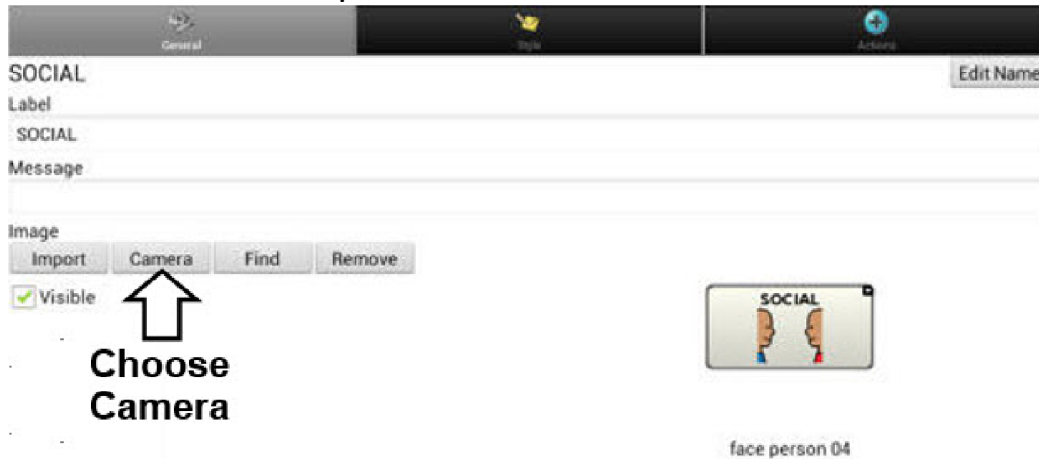 General
Style
Actions
SOCIAL
Edit Name
Label
SOCIAL
Message
Image
Import Camera Find Remove
Visible
SOCIAL
Choose
Camera
face person 04